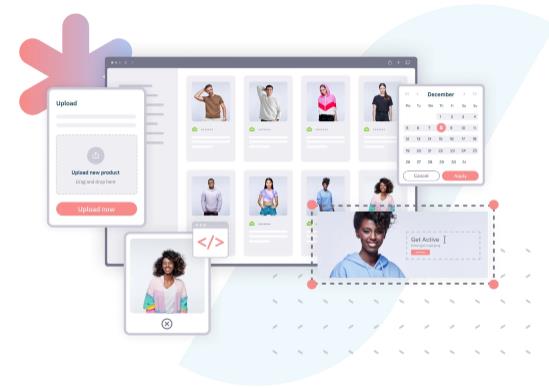 Upload
Upload new product
Drag and drop here
Upload now
</>
December
Mo Tu We Th Fr Sa Su
1 2 3 4
5 6 7 8 9 10 11
12 13 14 15 16 17 18
19 20 21 22 23 24 25
26 27 28 29 30 31
Cancel Apply
Get Active